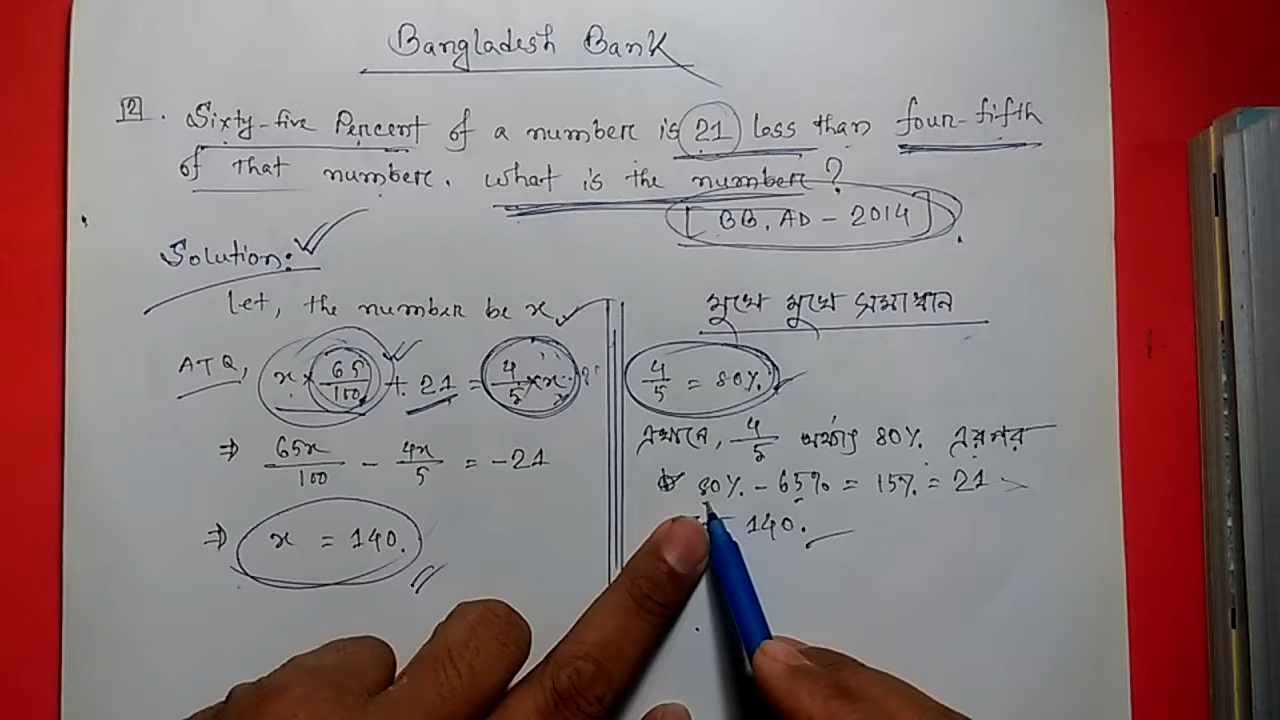 Bangladesh Bank
2. Sixty-five Percent of a number is 21 less than four-fifth
of that number. What is the number?
[BB. AD - 2014]
Solution:
Let, the number be x
ATQ, x × 65/100 + 21 = 4/5 × x
⇒ 65x/100 - 4x/5 = -21
⇒ x = 140.
মুখে মুখে সমাধান
4/5 = 80%
এখানে, 4/5 অর্থাৎ 80% এরপর
80% - 65% = 15% = 21
140.